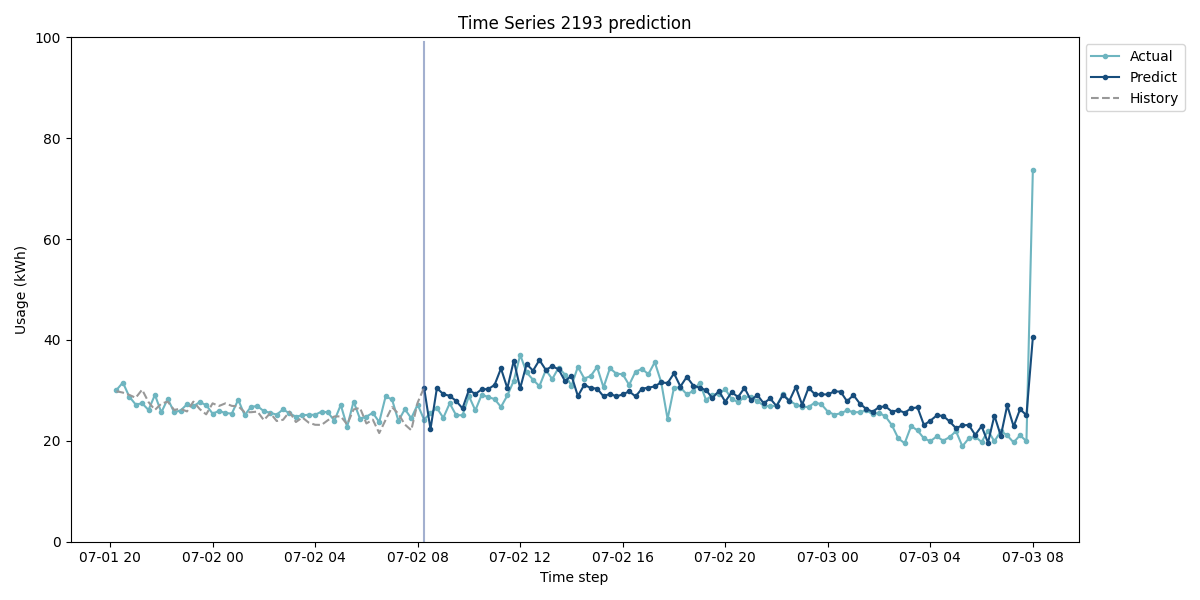 Time Series 2193 prediction
100
80
60
40
20
0
Usage (kWh)
07-01 20
07-02 00
07-02 04
07-02 08
07-02 12
07-02 16
07-02 20
07-03 00
07-03 04
07-03 08
Time step
Actual
Predict
History